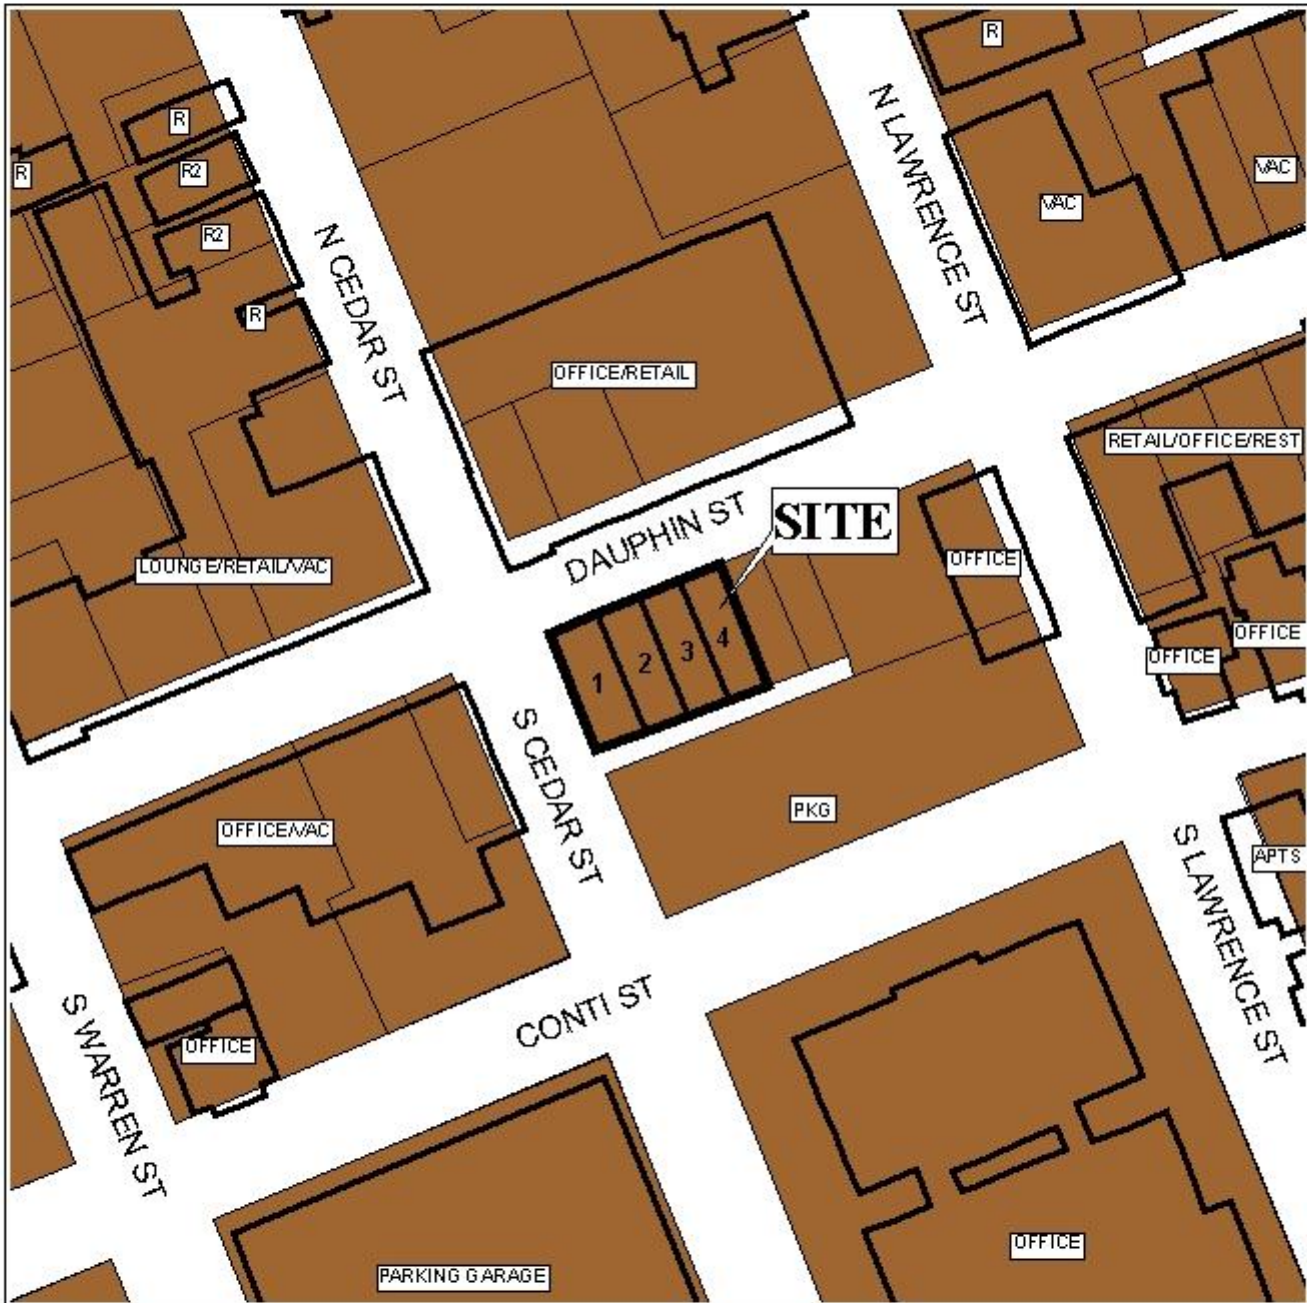 R
R
R2
R
R2
N LAWRENCE ST
VAC
VAC
N CEDAR ST
R
OFFICE/RETAIL
RETAIL/OFFICE/REST
SITE
DAUPHIN ST
OFFICE
LOUNGE/RETAIL/VAC
OFFICE
OFFICE
1
2
3
4
S CEDAR ST
PKG
OFFICE/VAC
APTS
S LAWRENCE ST
CONTI ST
S WARREN ST
OFFICE
OFFICE
PARKING GARAGE